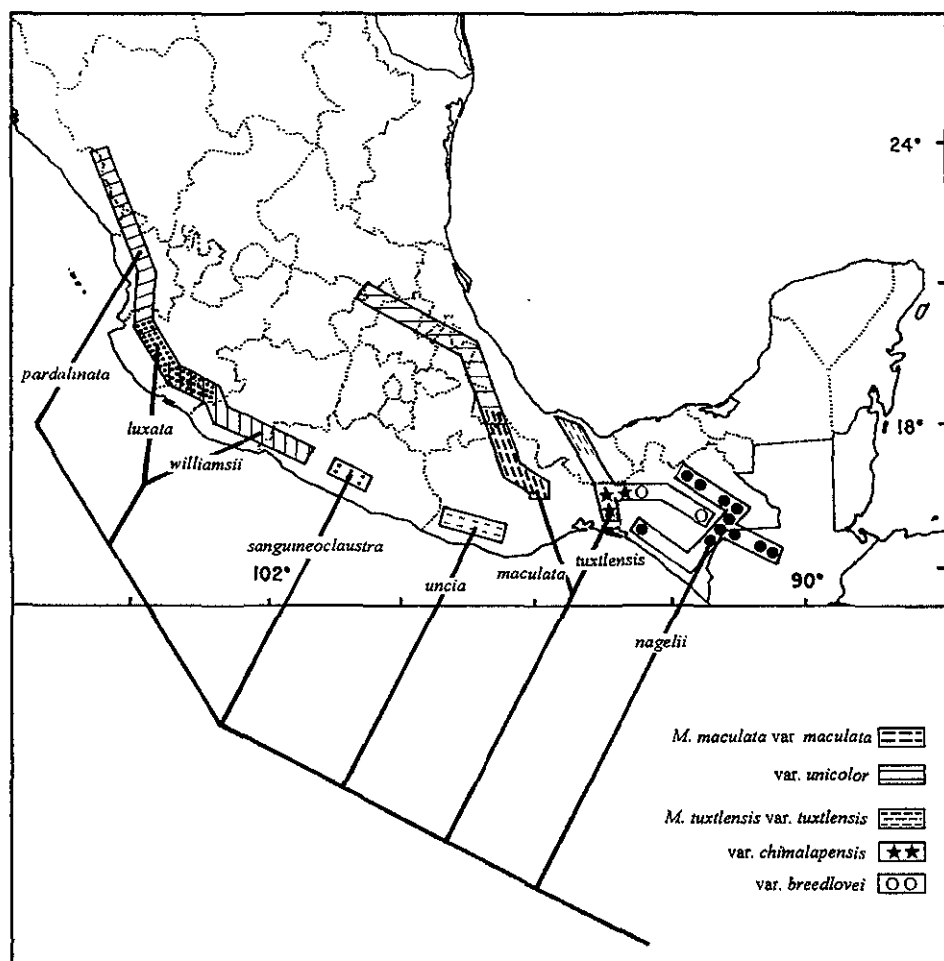 24°
pardalinata
18°
luxata
williamsii
sanguineoclaustra
maculata
tuxtlensis
102°
uncia
90°
nagelii
M. maculata var maculata
var. unicolor
M. tuxtlensis var. tuxtlensis
var. chimalapensis
var. breedlovei